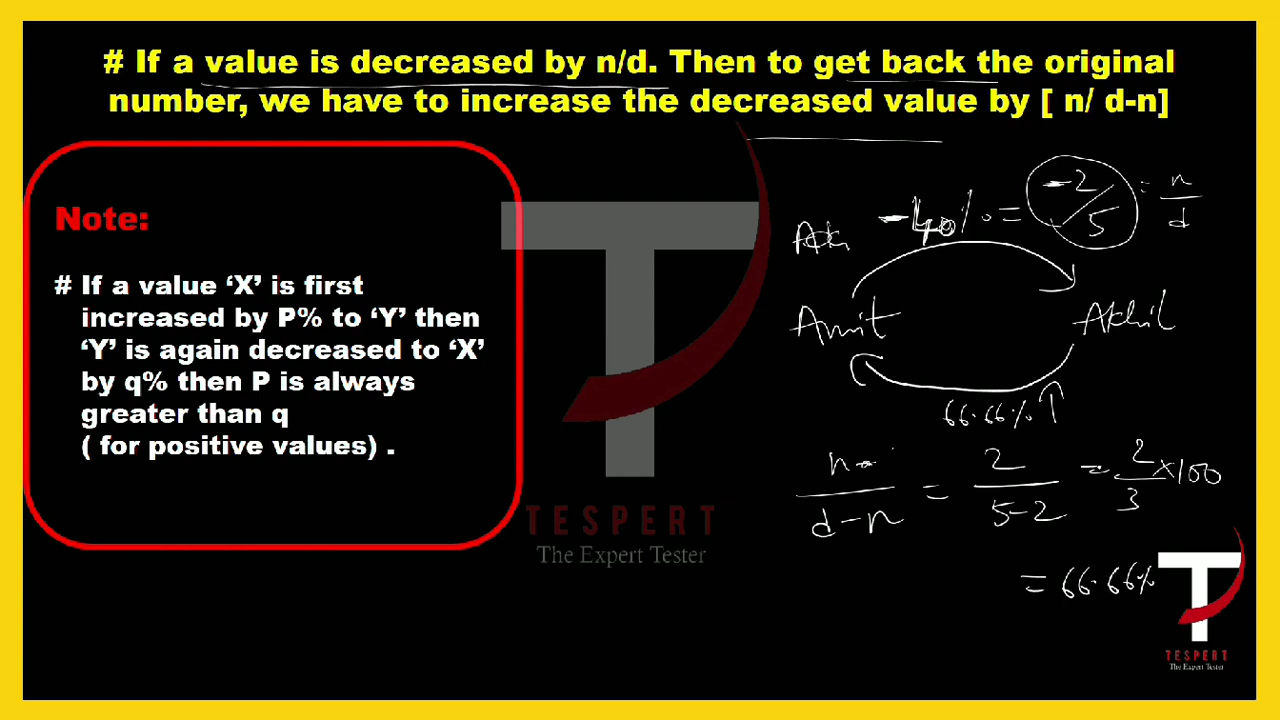 # If a value is decreased by n/d. Then to get back the original
number, we have to increase the decreased value by [ n/ d-n]
Note:
# If a value ‘X’ is first
increased by P% to ‘Y’ then
‘Y’ is again decreased to ‘X’
by q% then P is always
greater than q
( for positive values) .
-40% = -2/5 = n/d
Amit Akhil
66.66% ↑
n/d-n = 2/5-2 = 2/3 x100
= 66.66%
TESPERT
The Expert Tester
TESPERT
The Expert Tester